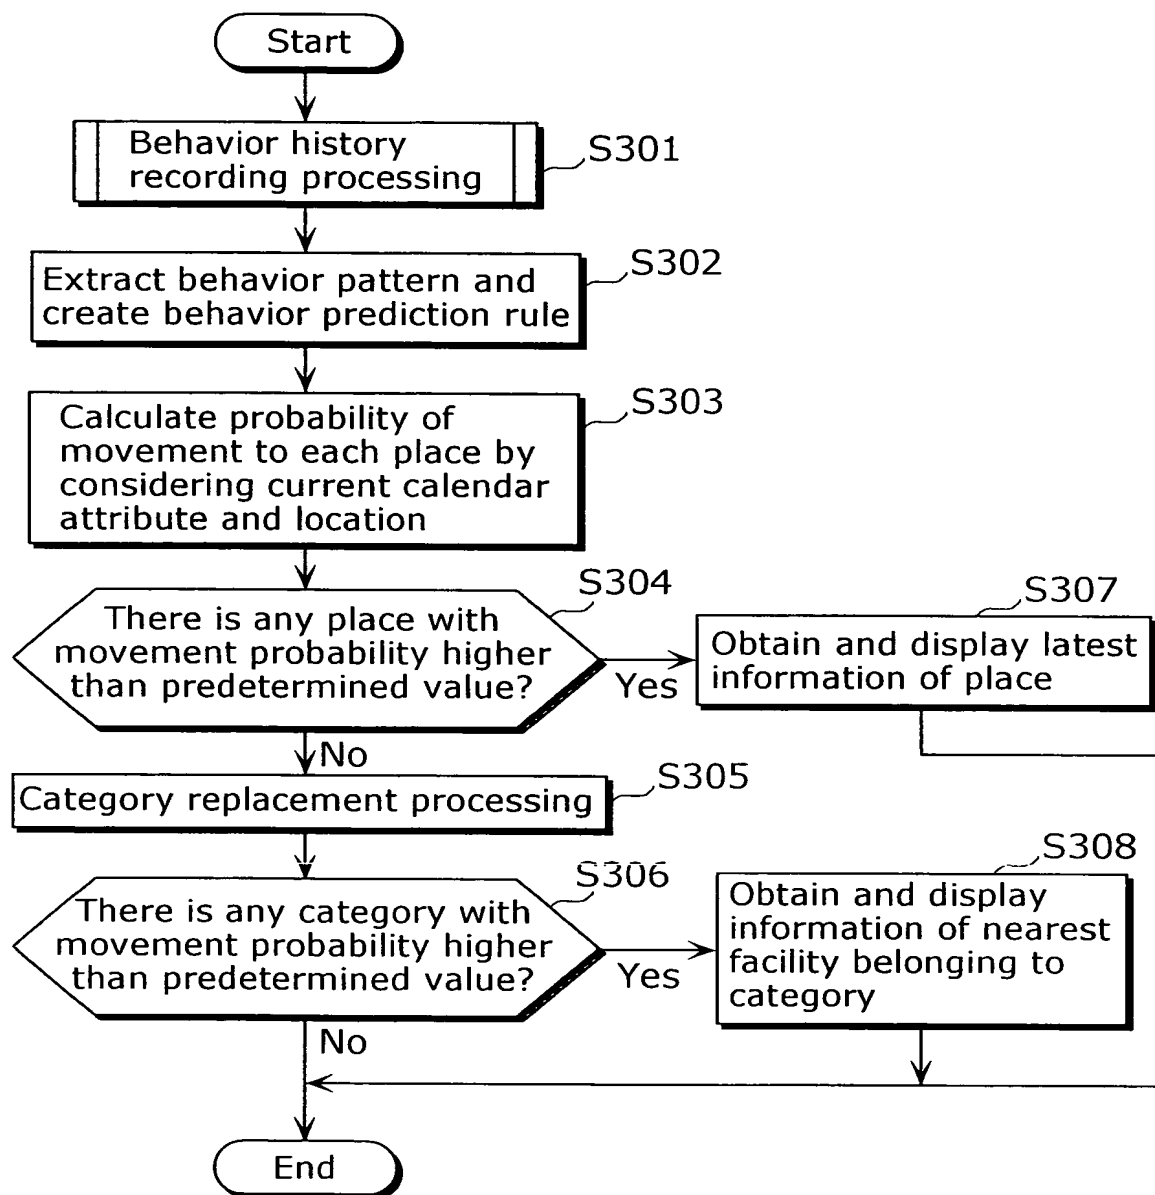 Start
Behavior history
recording processing
S301
Extract behavior pattern and
create behavior prediction rule
S302
Calculate probability of
movement to each place by
considering current calendar
attribute and location
S303
There is any place with
movement probability higher
than predetermined value?
S304
Yes
No
Obtain and display latest
information of place
S307
Category replacement processing
S305
There is any category with
movement probability higher
than predetermined value?
S306
Yes
No
Obtain and display
information of nearest
facility belonging to
category
S308
End